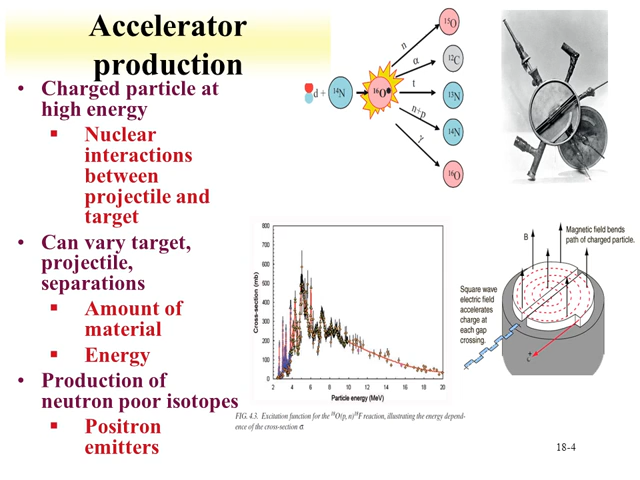 Accelerator
production
• Charged particle at
high energy
▪ Nuclear
interactions
between
projectile and
target
• Can vary target,
projectile,
separations
▪ Amount of
material
▪ Energy
• Production of
neutron poor isotopes
▪ Positron
emitters
d + ¹⁴N ¹⁶O
n ¹⁵O
α ¹²C
t ¹³N
n+p ¹⁴N
γ ¹⁶O
800
700
600
500
400
300
200
100
0
Cross-section (mb)
2 4 6 8 10 12 14 16 18 20
Particle energy (MeV)
FIG. 4.3. Excitation function for the ¹⁸O(p, n)¹⁸F reaction, illustrating the energy depend-
ence of the cross-section σ.
B
Magnetic field bends
path of charged particle.
Square wave
electric field
accelerates
charge at
each gap
crossing.
18-4